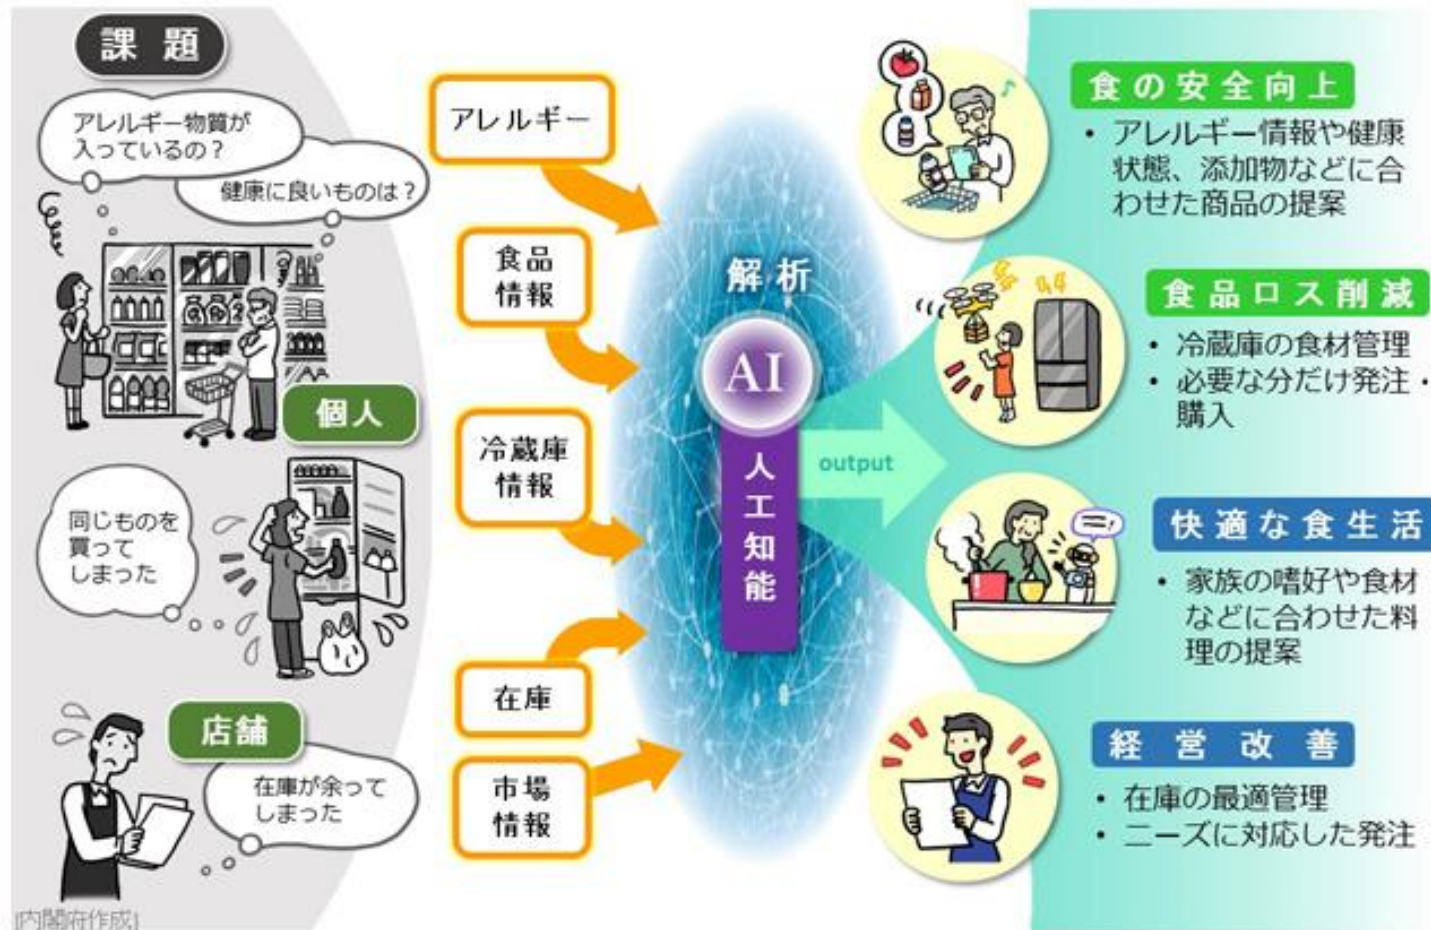 課題
アレルギー物質が
入っているの？
健康に良いものは？
個人
同じものを
買って
しまった
店舗
在庫が余って
しまった
[内閣府作成]
アレルギー
食品
情報
冷蔵庫
情報
在庫
市場
情報
解析
AI
人工知能
output
食の安全向上
・ アレルギー情報や健康
状態、添加物などに合
わせた商品の提案
食品ロス削減
・ 冷蔵庫の食材管理
・ 必要な分だけ発注・
購入
快適な食生活
・ 家族の嗜好や食材
などに合わせた料
理の提案
経営改善
・ 在庫の最適管理
・ ニーズに対応した発注